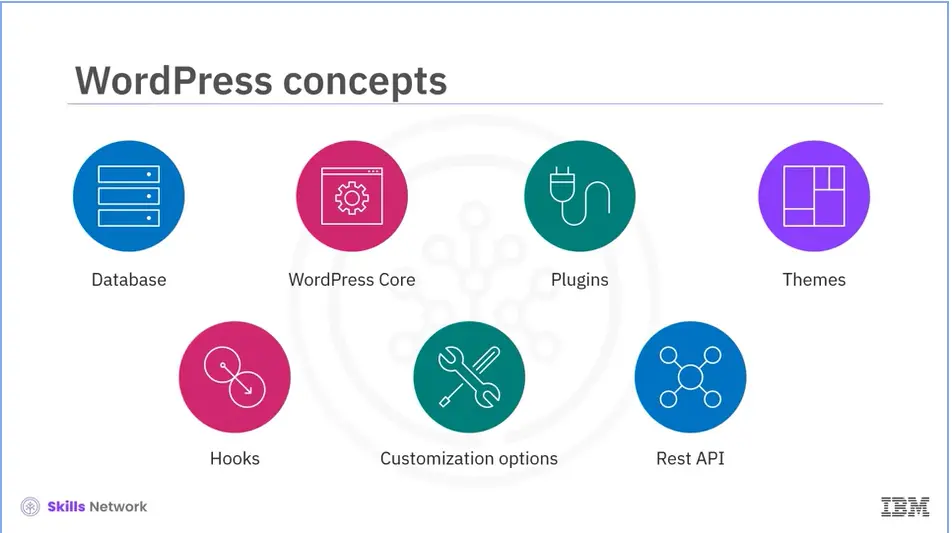 WordPress concepts
Database
WordPress Core
Plugins
Themes
Hooks
Customization options
Rest API
Skills Network
IBM